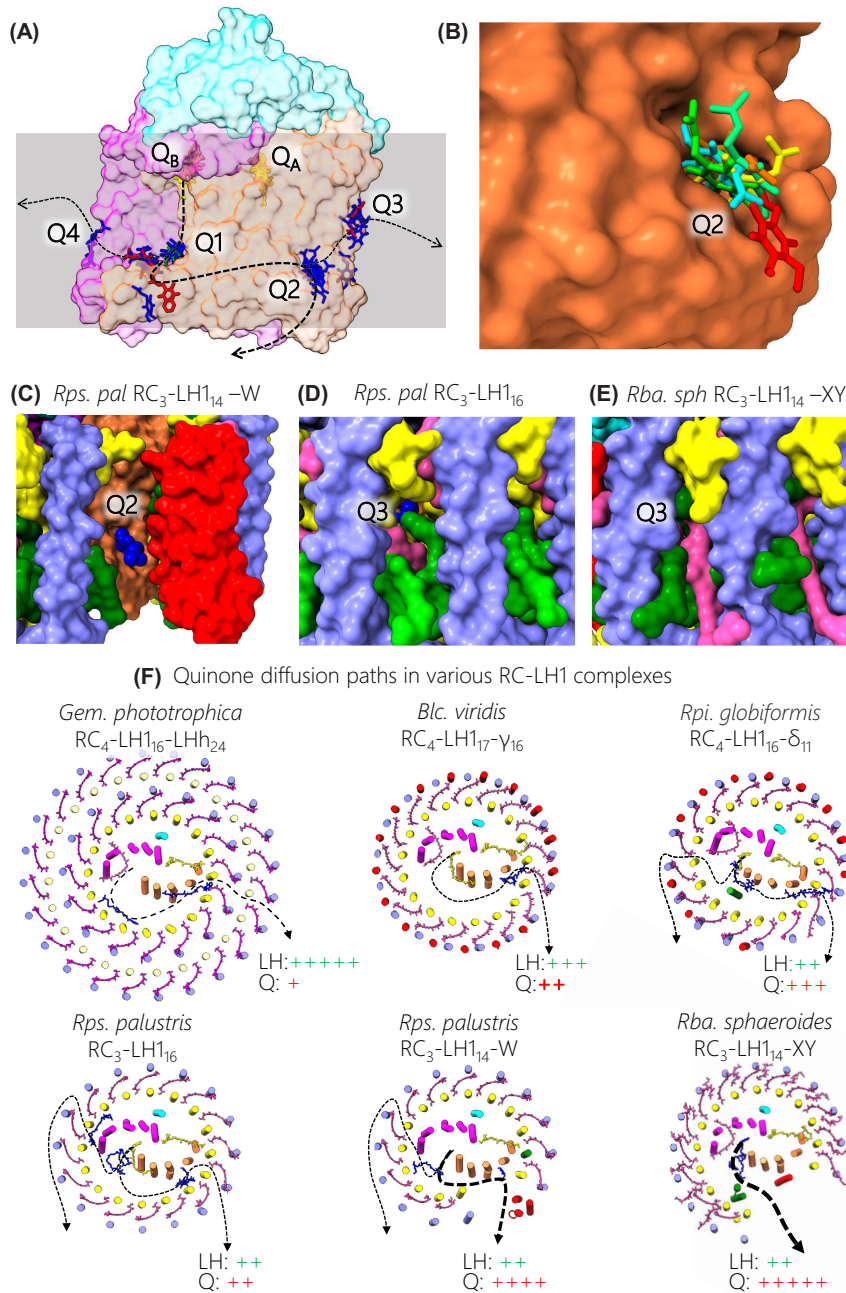 (A)
(B)
Q_B
Q_A
Q3
Q4
Q1
Q2
Q2
(C) Rps. pal RC₃-LH1₁₄ –W
(D) Rps. pal RC₃-LH1₁₆
(E) Rba. sph RC₃-LH1₁₄ –XY
Q2
Q3
Q3
(F) Quinone diffusion paths in various RC-LH1 complexes
Gem. phototrophica
RC₄-LH1₁₆-LHh₂₄
LH:+++++
Q: +
Blc. viridis
RC₄-LH1₁₇-γ₁₆
LH:+++
Q:++
Rpi. globiformis
RC₄-LH1₁₆-δ₁₁
LH:++
Q:+++
Rps. palustris
RC₃-LH1₁₆
LH: ++
Q: ++
Rps. palustris
RC₃-LH1₁₄-W
LH: ++
Q: ++++
Rba. sphaeroides
RC₃-LH1₁₄-XY
LH: ++
Q: +++++